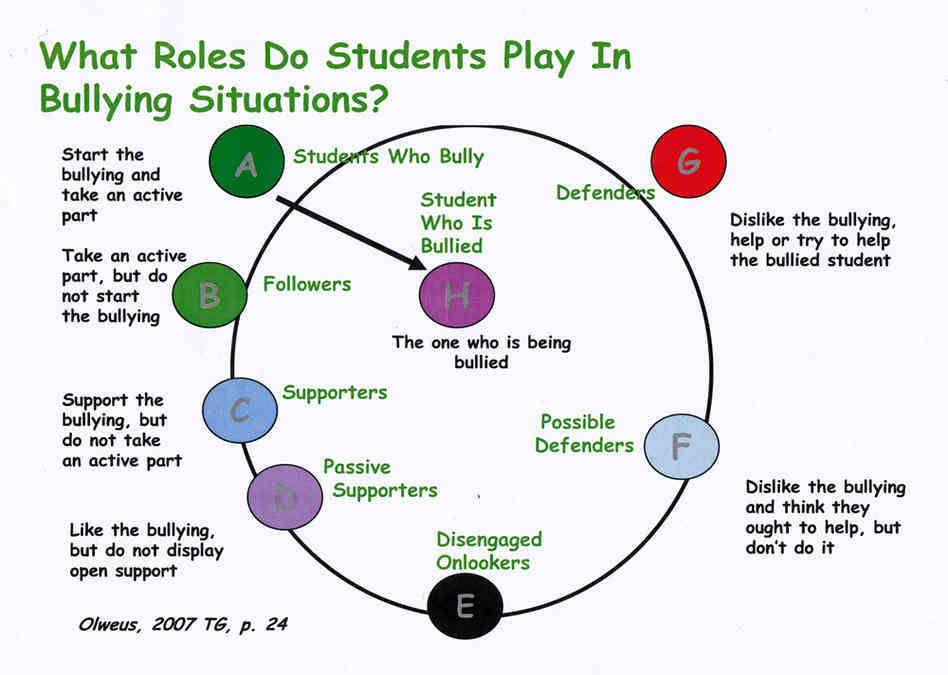 What Roles Do Students Play In
Bullying Situations?
Start the
bullying and
take an active
part
A
Students Who Bully
G
Defenders
Dislike the bullying,
help or try to help
the bullied student
Student
Who Is
Bullied
H
The one who is being
bullied
Take an active
part, but do
not start
the bullying
B
Followers
Support the
bullying, but
do not take
an active part
C
Supporters
Possible
Defenders
F
Dislike the bullying
and think they
ought to help, but
don't do it
Like the bullying,
but do not display
open support
D
Passive
Supporters
Disengaged
Onlookers
E
Olweus, 2007 TG, p. 24